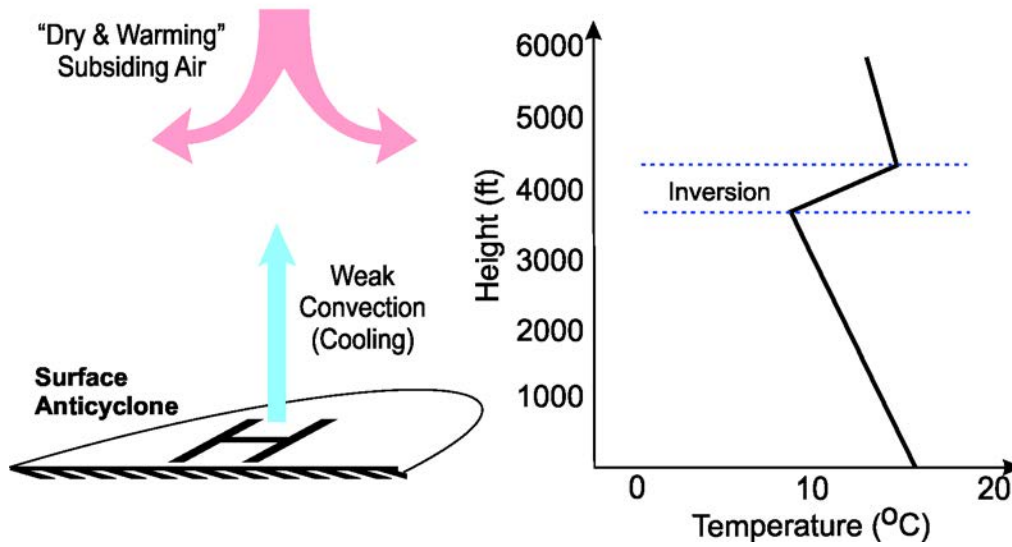 “Dry & Warming”
Subsiding Air
Weak
Convection
(Cooling)
Surface
Anticyclone
H
Height (ft)
6000
5000
4000
3000
2000
1000
Inversion
0 10 20
Temperature (⁰C)